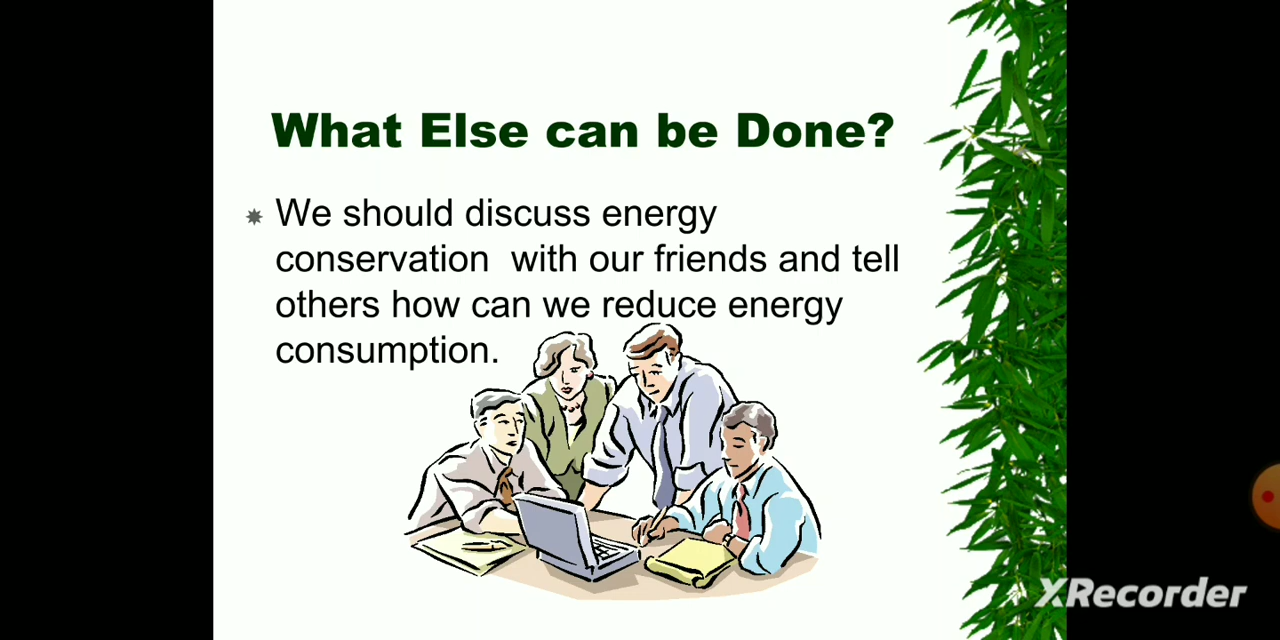 What Else can be Done?
We should discuss energy
conservation  with our friends and tell
others how can we reduce energy
consumption.
XRecorder